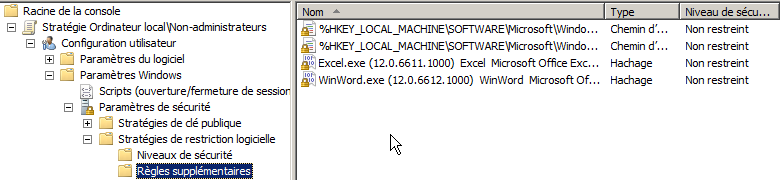 Racine de la console
Stratégie Ordinateur local\Non-administrateurs
Configuration utilisateur
Paramètres du logiciel
Paramètres Windows
Scripts (ouverture/fermeture de session
Paramètres de sécurité
Stratégies de clé publique
Stratégies de restriction logicielle
Niveaux de sécurité
Règles supplémentaires
Nom Type Niveau de sécu...
%HKEY_LOCAL_MACHINE\SOFTWARE\Microsoft\Windo... Chemin d'... Non restreint
%HKEY_LOCAL_MACHINE\SOFTWARE\Microsoft\Windo... Chemin d'... Non restreint
Excel.exe (12.0.6611.1000) Excel Microsoft Office Exc... Hachage Non restreint
WinWord.exe (12.0.6612.1000) WinWord Microsoft Of... Hachage Non restreint